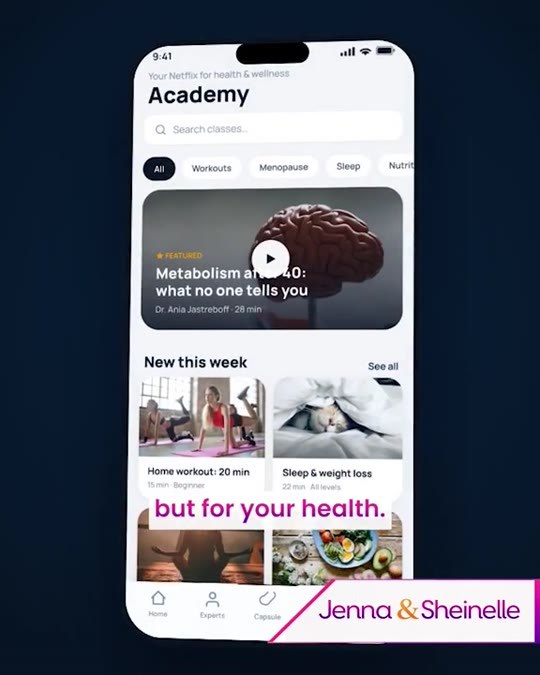 9:41
Your Netflix for health & wellness
Academy
Search classes...
All
Workouts
Menopause
Sleep
Nutrit
★ FEATURED
Metabolism after 40:
what no one tells you
Dr. Ania Jastreboff · 28 min
New this week
See all
Home workout: 20 min
15 min · Beginner
Sleep & weight loss
22 min · All levels
but for your health.
Home
Experts
Capsule
Jenna & Sheinelle